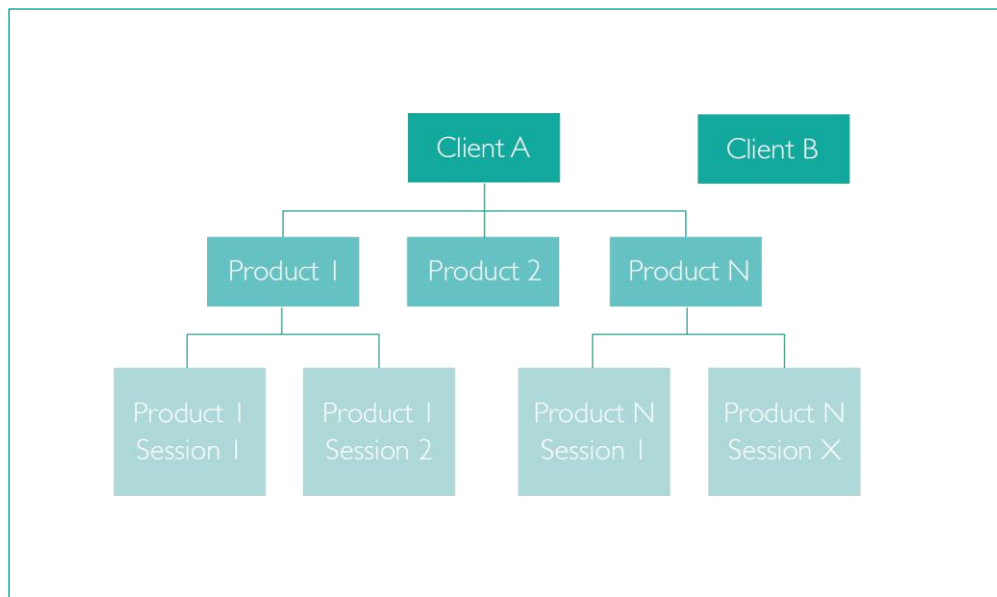 Client A
Client B
Product 1
Product 2
Product N
Product 1
Session 1
Product 1
Session 2
Product N
Session 1
Product N
Session X